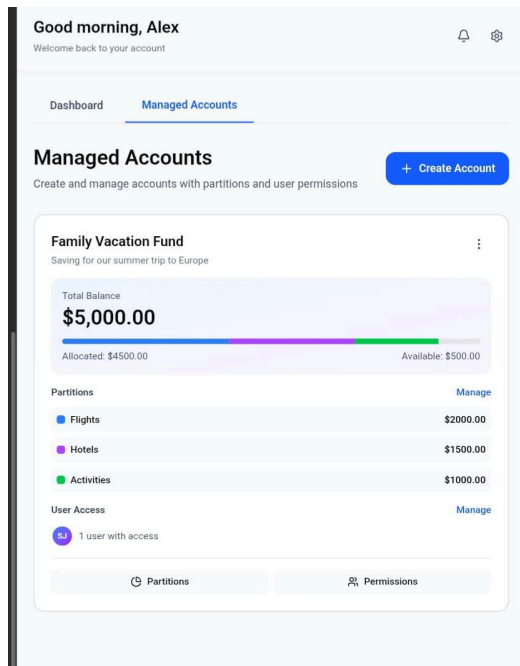 Good morning, Alex
Welcome back to your account
Dashboard
Managed Accounts
Managed Accounts
Create and manage accounts with partitions and user permissions
+ Create Account
Family Vacation Fund
Saving for our summer trip to Europe
Total Balance
$5,000.00
Allocated: $4500.00
Available: $500.00
Partitions
Manage
Flights
$2000.00
Hotels
$1500.00
Activities
$1000.00
User Access
Manage
SJ
1 user with access
Partitions
Permissions